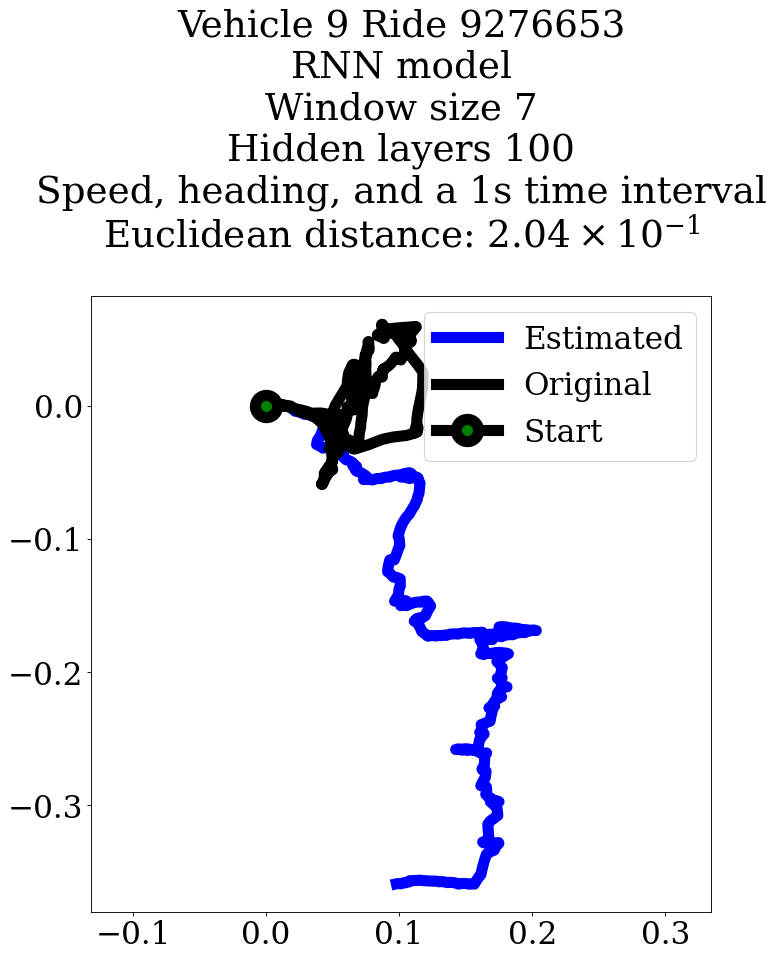 Vehicle 9 Ride 9276653
RNN model
Window size 7
Hidden layers 100
Speed, heading, and a 1s time interval
Euclidean distance: 2.04 × 10⁻¹
Estimated
Original
Start
0.0
−0.1
−0.2
−0.3
−0.1 0.0 0.1 0.2 0.3